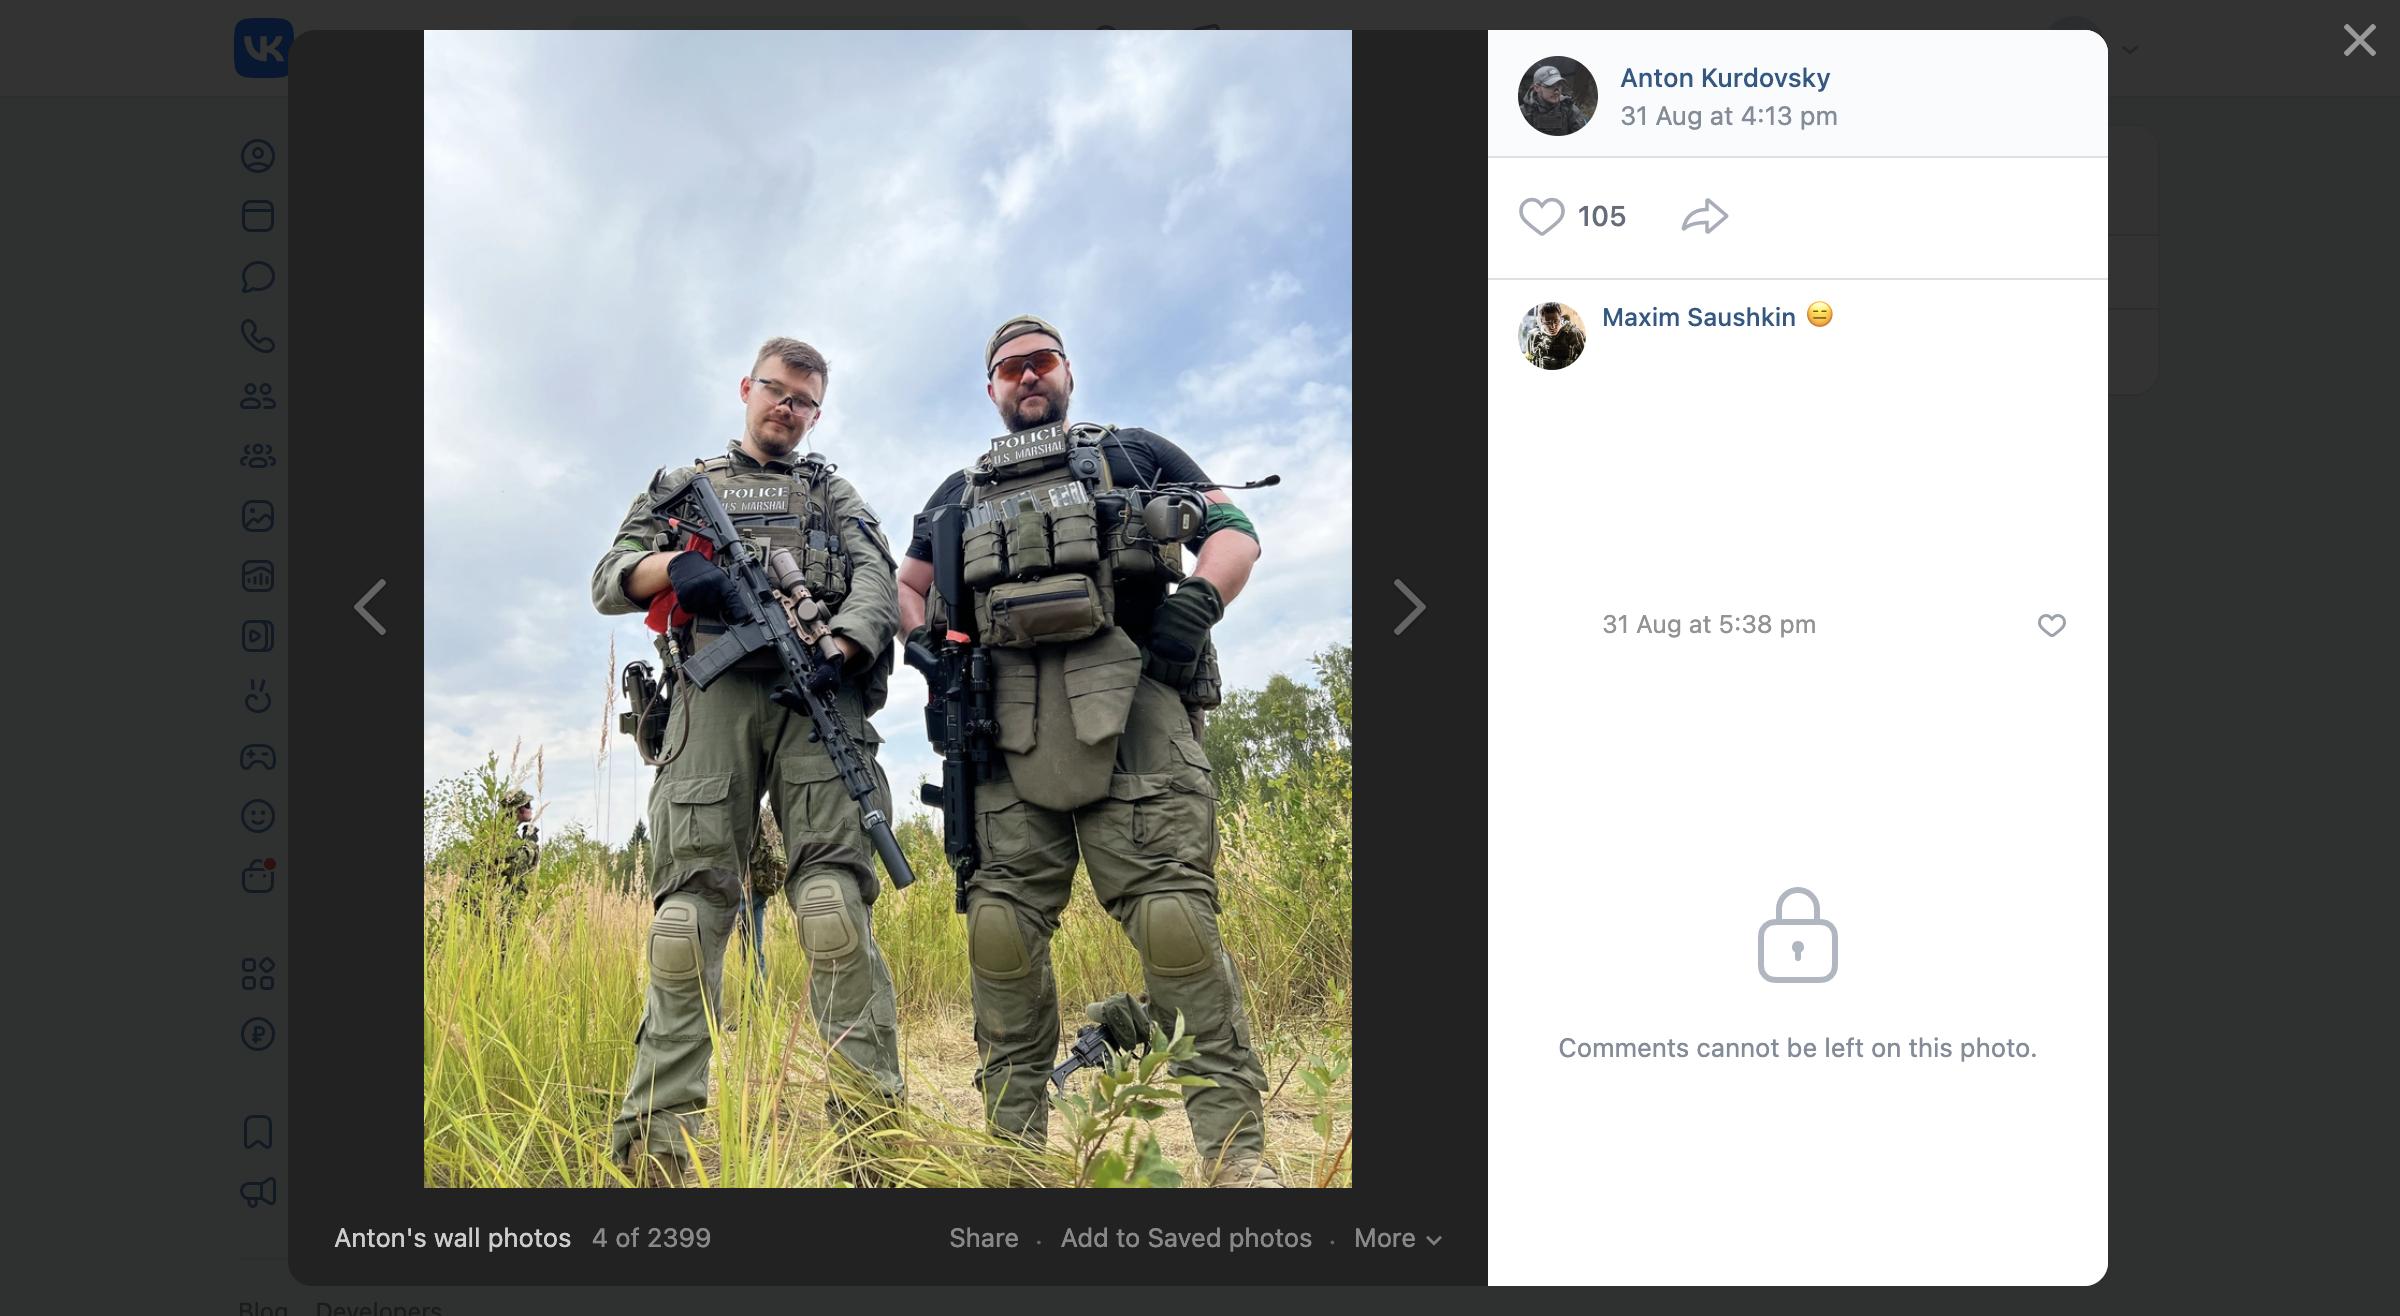 VK
Anton Kurdovsky
31 Aug at 4:13 pm
105
Maxim Saushkin 😑
31 Aug at 5:38 pm
Comments cannot be left on this photo.
POLICE
U.S. MARSHAL
POLICE
U.S. MARSHAL
Anton's wall photos 4 of 2399
Share · Add to Saved photos · More
Blog Developers